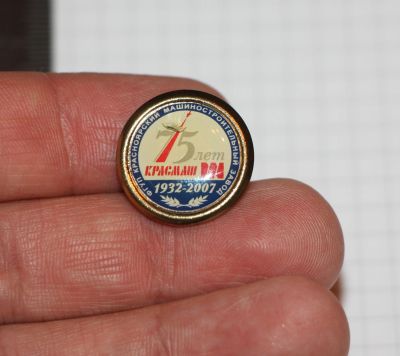 ФГУП КРАСНОЯРСКИЙ МАШИНОСТРОИТЕЛЬНЫЙ ЗАВОД
75 лет
КРАСМАШ
1932-2007